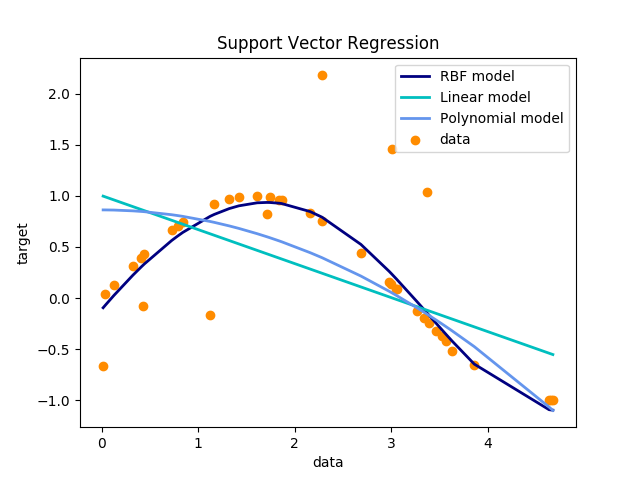 Support Vector Regression
RBF model
Linear model
Polynomial model
data
target
2.0
1.5
1.0
0.5
0.0
−0.5
−1.0
0 1 2 3 4
data